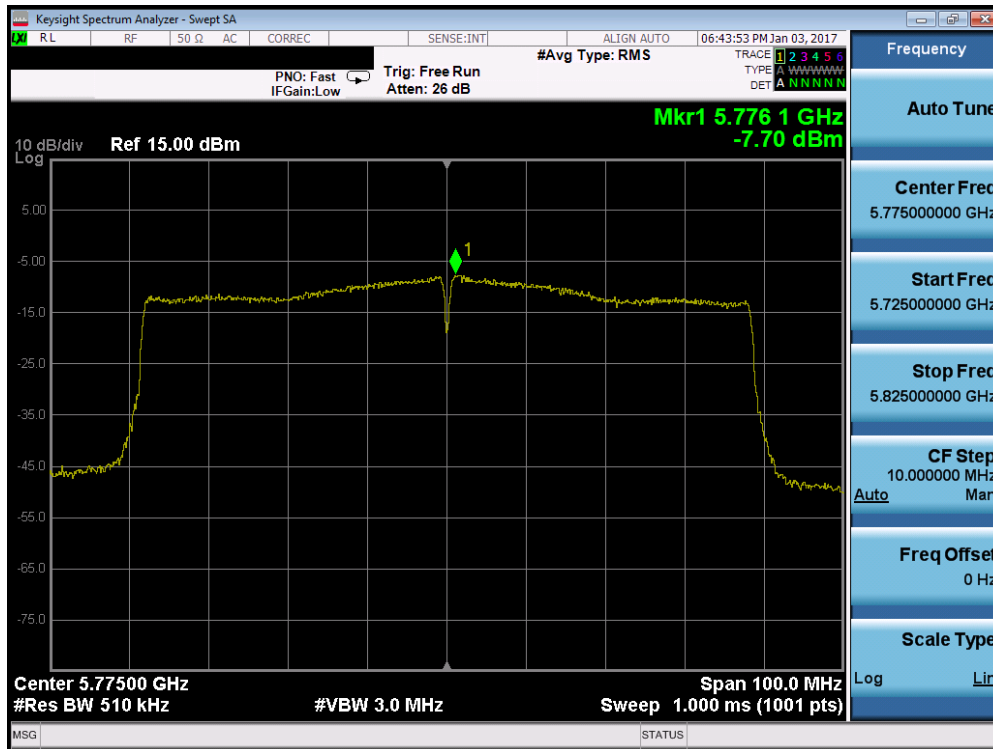 Keysight Spectrum Analyzer - Swept SA
LXI RL RF 50 Ω AC CORREC SENSE:INT ALIGN AUTO 06:43:53 PM Jan 03, 2017
#Avg Type: RMS TRACE 1 2 3 4 5 6
PNO: Fast Trig: Free Run TYPE A WWWWW
IFGain:Low Atten: 26 dB DET A N N N N N
Mkr1 5.776 1 GHz
-7.70 dBm
10 dB/div Ref 15.00 dBm
Log
5.00
1
-5.00
-15.0
-25.0
-35.0
-45.0
-55.0
-65.0
-75.0
Center 5.77500 GHz Span 100.0 MHz
#Res BW 510 kHz #VBW 3.0 MHz Sweep 1.000 ms (1001 pts)
MSG STATUS
Frequency
Auto Tune
Center Freq
5.775000000 GHz
Start Freq
5.725000000 GHz
Stop Freq
5.825000000 GHz
CF Step
10.000000 MHz
Auto Man
Freq Offset
0 Hz
Scale Type
Log Lin